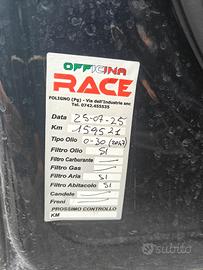 OFFICINA
RACE
FOLIGNO (Pg) - Via dell'Industria snc
Tel. 0742.455535
Data 25-07-25
Km 159521
Tipo Olio 0-30 (2017)
Filtro Olio SI
Filtro Carburante
Filtro Gas
Filtro Aria SI
Filtro Abitacolo SI
Candele
Freni
PROSSIMO CONTROLLO
KM
subito